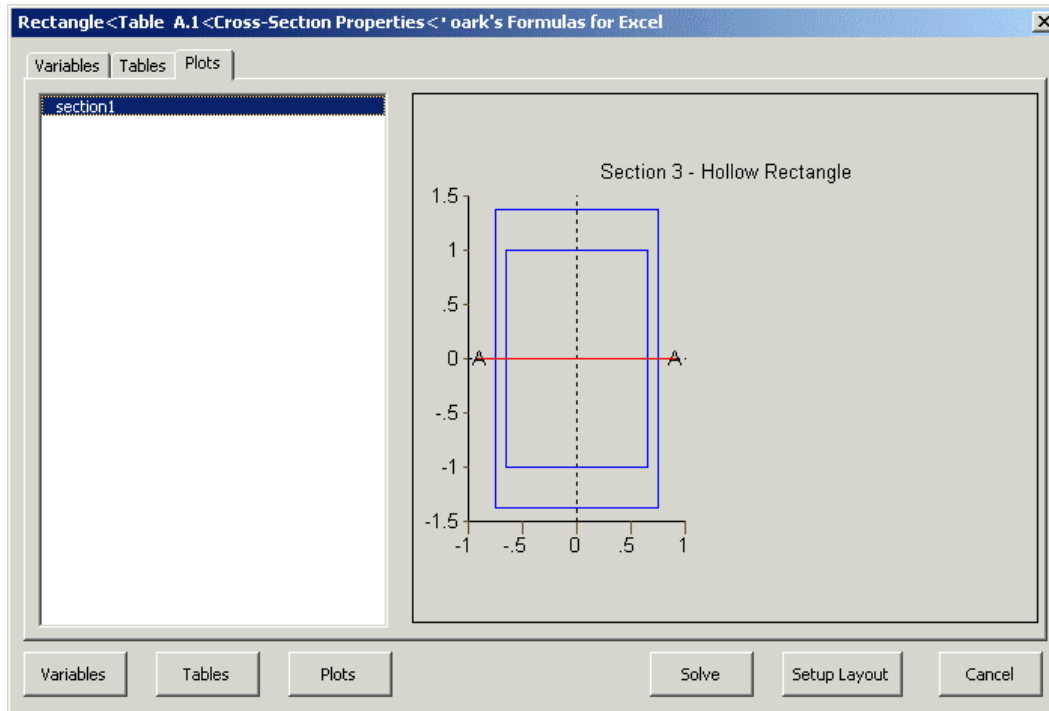 Rectangle<Table A.1<Cross-Section Properties< oark's Formulas for Excel
Variables Tables Plots
section1
Section 3 - Hollow Rectangle
1.5
1
.5
0
A A
-.5
-1
-1.5
-1 -.5 0 .5 1
Variables Tables Plots Solve Setup Layout Cancel